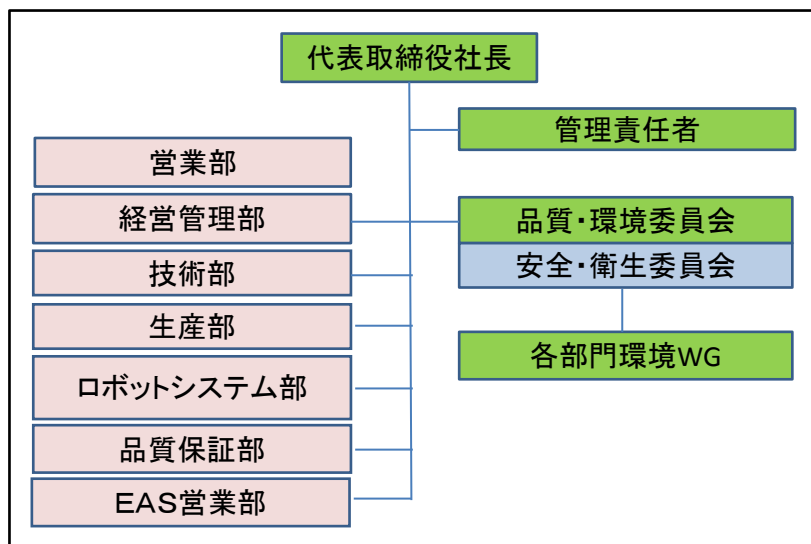 代表取締役社長
管理責任者
営業部
経営管理部
品質・環境委員会
安全・衛生委員会
技術部
生産部
各部門環境WG
ロボットシステム部
品質保証部
EAS営業部